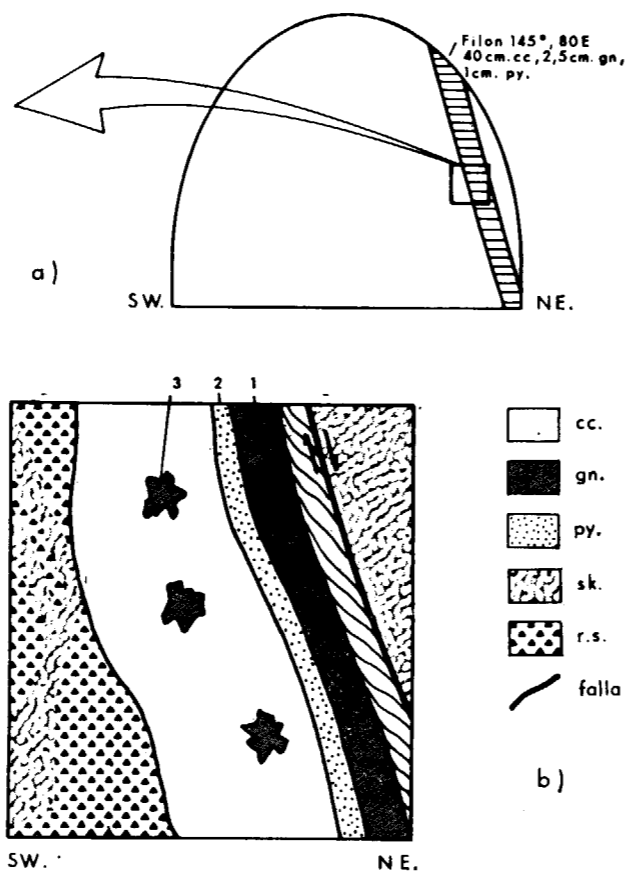 Filon 145°, 80E
40cm.cc, 2,5cm.gn,
1cm. py.
a)
SW.
NE.
3 2 1
cc.
gn.
py.
sk.
r.s.
falla
b)
SW.
NE.